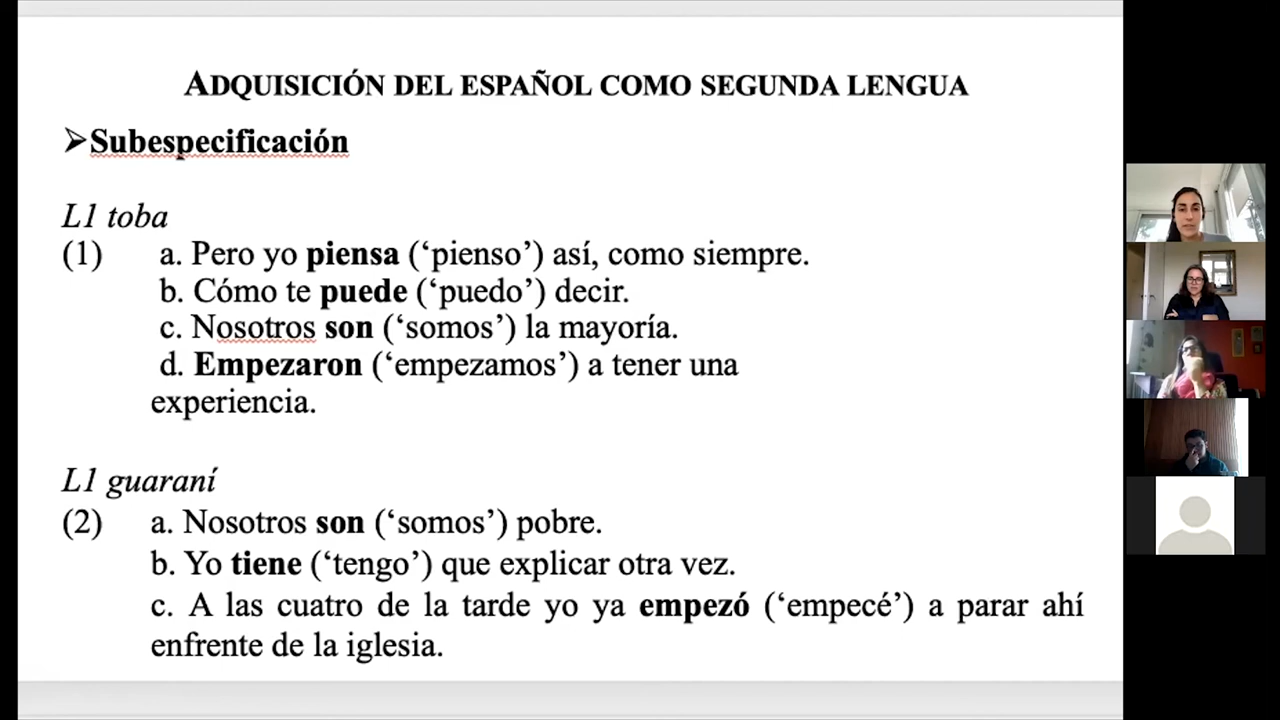 ADQUISICIÓN DEL ESPAÑOL COMO SEGUNDA LENGUA
➢Subespecificación
L1 toba
(1) a. Pero yo piensa (‘pienso’) así, como siempre.
b. Cómo te puede (‘puedo’) decir.
c. Nosotros son (‘somos’) la mayoría.
d. Empezaron (‘empezamos’) a tener una
experiencia.
L1 guaraní
(2) a. Nosotros son (‘somos’) pobre.
b. Yo tiene (‘tengo’) que explicar otra vez.
c. A las cuatro de la tarde yo ya empezó (‘empecé’) a parar ahí
enfrente de la iglesia.